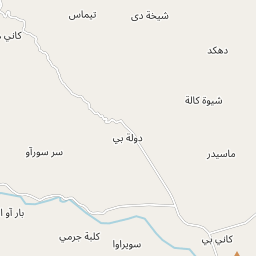 شيخة دى
تيماس
كاني
دهكد
شيوة كالة
دولة بي
ماسيدر
سر سورآو
بار آو ا
كلبة جرمي
سويراوا
كاني بي